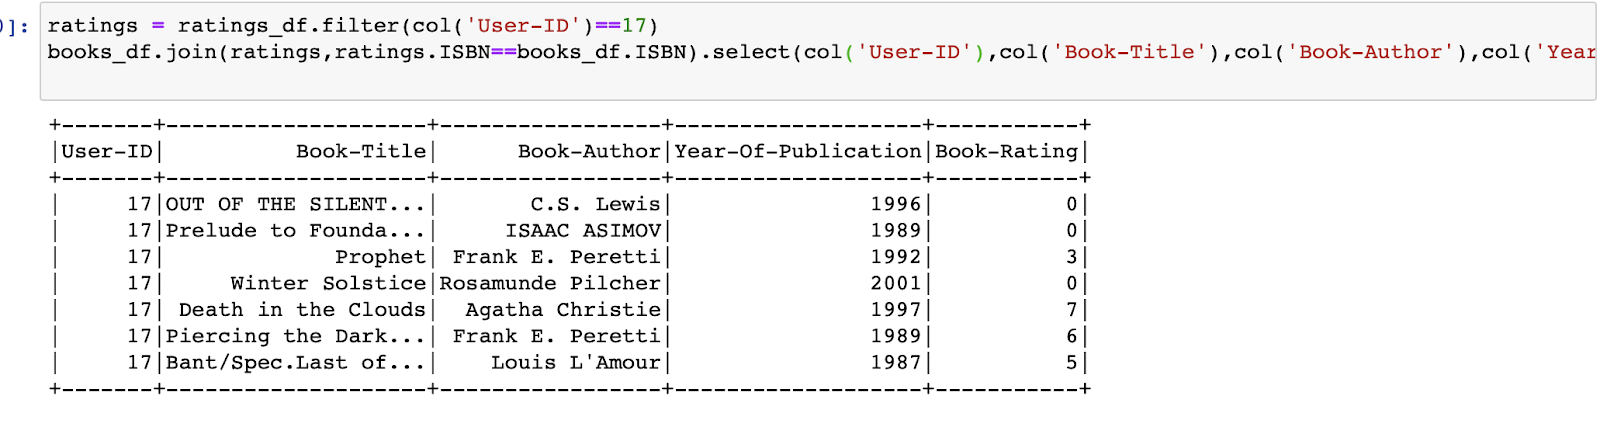 )]: ratings = ratings_df.filter(col('User-ID')==17)
books_df.join(ratings,ratings.ISBN==books_df.ISBN).select(col('User-ID'),col('Book-Title'),col('Book-Author'),col('Year
+-------+--------------------+-----------------+-------------------+-----------+
|User-ID|          Book-Title|      Book-Author|Year-Of-Publication|Book-Rating|
+-------+--------------------+-----------------+-------------------+-----------+
|     17|OUT OF THE SILENT...|       C.S. Lewis|               1996|          0|
|     17|Prelude to Founda...|     ISAAC ASIMOV|               1989|          0|
|     17|             Prophet| Frank E. Peretti|               1992|          3|
|     17|     Winter Solstice|Rosamunde Pilcher|               2001|          0|
|     17| Death in the Clouds|  Agatha Christie|               1997|          7|
|     17|Piercing the Dark...| Frank E. Peretti|               1989|          6|
|     17|Bant/Spec.Last of...|    Louis L'Amour|               1987|          5|
+-------+--------------------+-----------------+-------------------+-----------+